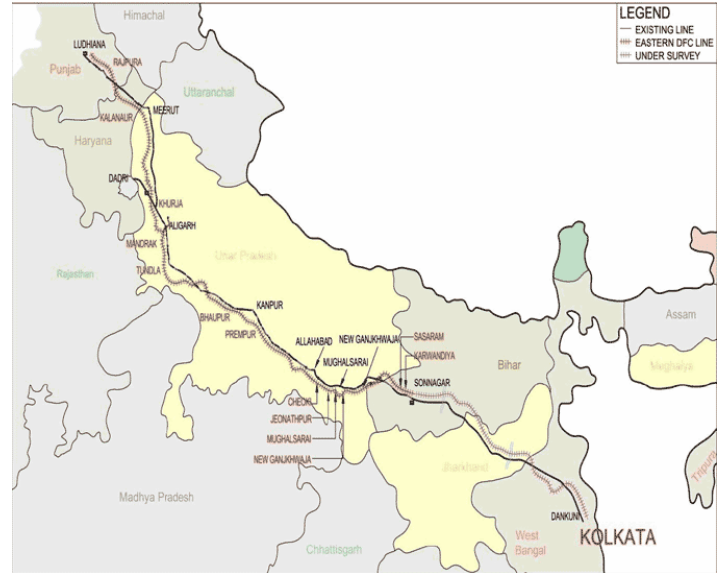 Himachal
LEGEND
EXISTING LINE
EASTERN DFC LINE
UNDER SURVEY
LUDHIANA
Punjab
RAJPURA
Uttaranchal
KALANAUR
MEERUT
Haryana
DADRI
KHURJA
ALIGARH
MANDRAK
Uttar Pradesh
Rajasthan
TUNDLA
BHAUPUR
KANPUR
PREMPUR
Assam
ALLAHABAD
NEW GANJKHWAJA
SASARAM
MUGHALSARAI
KARWANDIYA
Bihar
Meghalya
SONNAGAR
CHEOKI
JEONATHPUR
MUGHALSARAI
NEW GANJKHWAJA
Jharkhand
Tripura
Madhya Pradesh
DANKUNI
KOLKATA
West
Bangal
Chhattisgarh